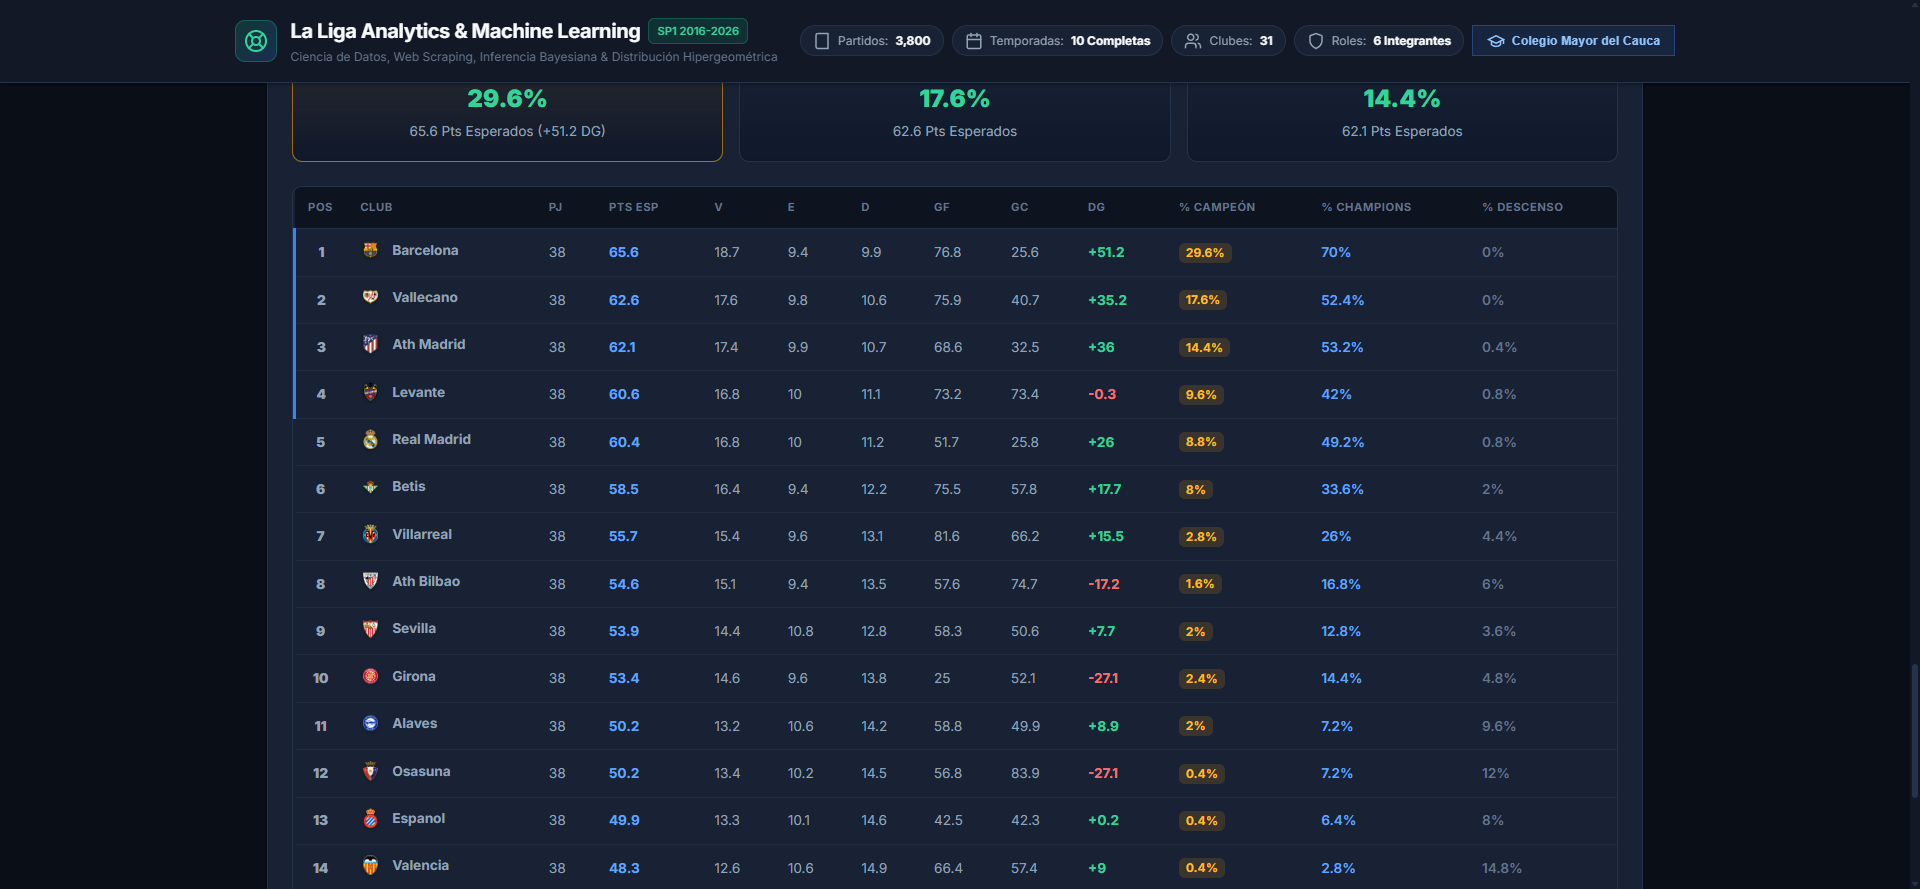 La Liga Analytics & Machine Learning SP1 2016-2026
Ciencia de Datos, Web Scraping, Inferencia Bayesiana & Distribución Hipergeométrica
Partidos: 3,800 Temporadas: 10 Completas Clubes: 31 Roles: 6 Integrantes Colegio Mayor del Cauca
29.6% 17.6% 14.4%
65.6 Pts Esperados (+51.2 DG) 62.6 Pts Esperados 62.1 Pts Esperados
POS CLUB PJ PTS ESP V E D GF GC DG % CAMPEÓN % CHAMPIONS % DESCENSO
1 Barcelona 38 65.6 18.7 9.4 9.9 76.8 25.6 +51.2 29.6% 70% 0%
2 Vallecano 38 62.6 17.6 9.8 10.6 75.9 40.7 +35.2 17.6% 52.4% 0%
3 Ath Madrid 38 62.1 17.4 9.9 10.7 68.6 32.5 +36 14.4% 53.2% 0.4%
4 Levante 38 60.6 16.8 10 11.1 73.2 73.4 -0.3 9.6% 42% 0.8%
5 Real Madrid 38 60.4 16.8 10 11.2 51.7 25.8 +26 8.8% 49.2% 0.8%
6 Betis 38 58.5 16.4 9.4 12.2 75.5 57.8 +17.7 8% 33.6% 2%
7 Villarreal 38 55.7 15.4 9.6 13.1 81.6 66.2 +15.5 2.8% 26% 4.4%
8 Ath Bilbao 38 54.6 15.1 9.4 13.5 57.6 74.7 -17.2 1.6% 16.8% 6%
9 Sevilla 38 53.9 14.4 10.8 12.8 58.3 50.6 +7.7 2% 12.8% 3.6%
10 Girona 38 53.4 14.6 9.6 13.8 25 52.1 -27.1 2.4% 14.4% 4.8%
11 Alaves 38 50.2 13.2 10.6 14.2 58.8 49.9 +8.9 2% 7.2% 9.6%
12 Osasuna 38 50.2 13.4 10.2 14.5 56.8 83.9 -27.1 0.4% 7.2% 12%
13 Espanol 38 49.9 13.3 10.1 14.6 42.5 42.3 +0.2 0.4% 6.4% 8%
14 Valencia 38 48.3 12.6 10.6 14.9 66.4 57.4 +9 0.4% 2.8% 14.8%